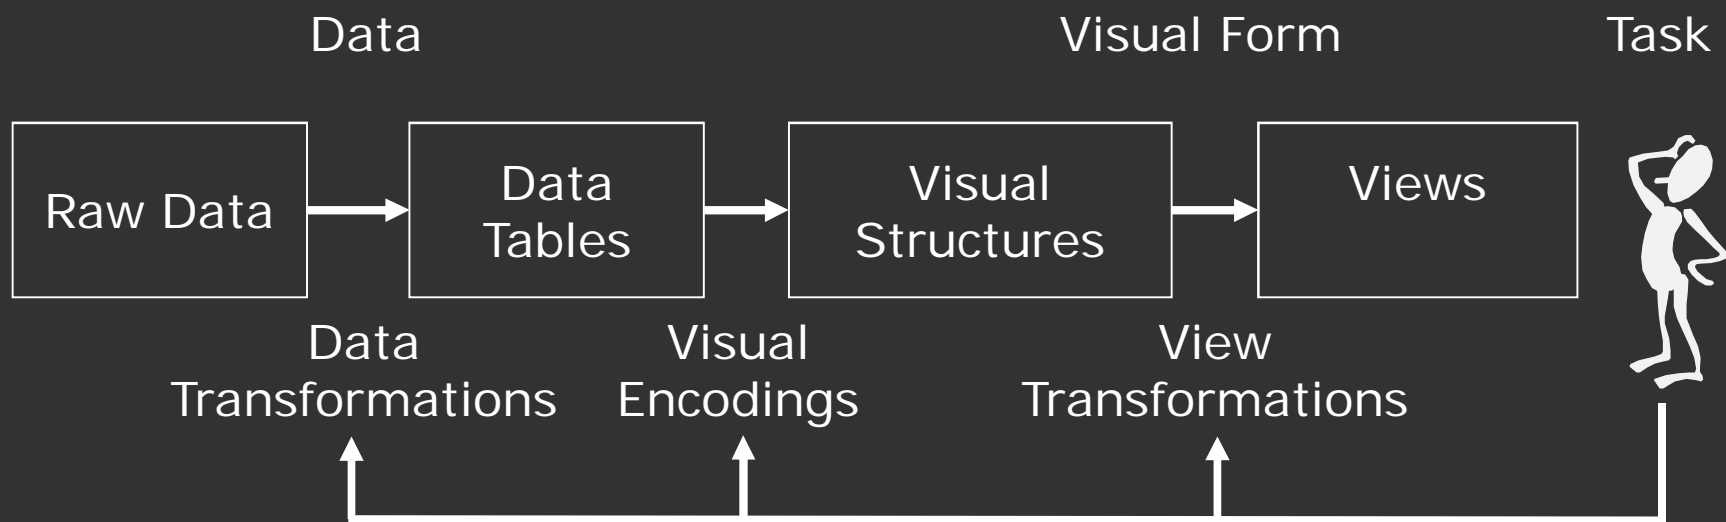 Data
Visual Form
Task
Raw Data
Data
Tables
Visual
Structures
Views
Data
Transformations
Visual
Encodings
View
Transformations